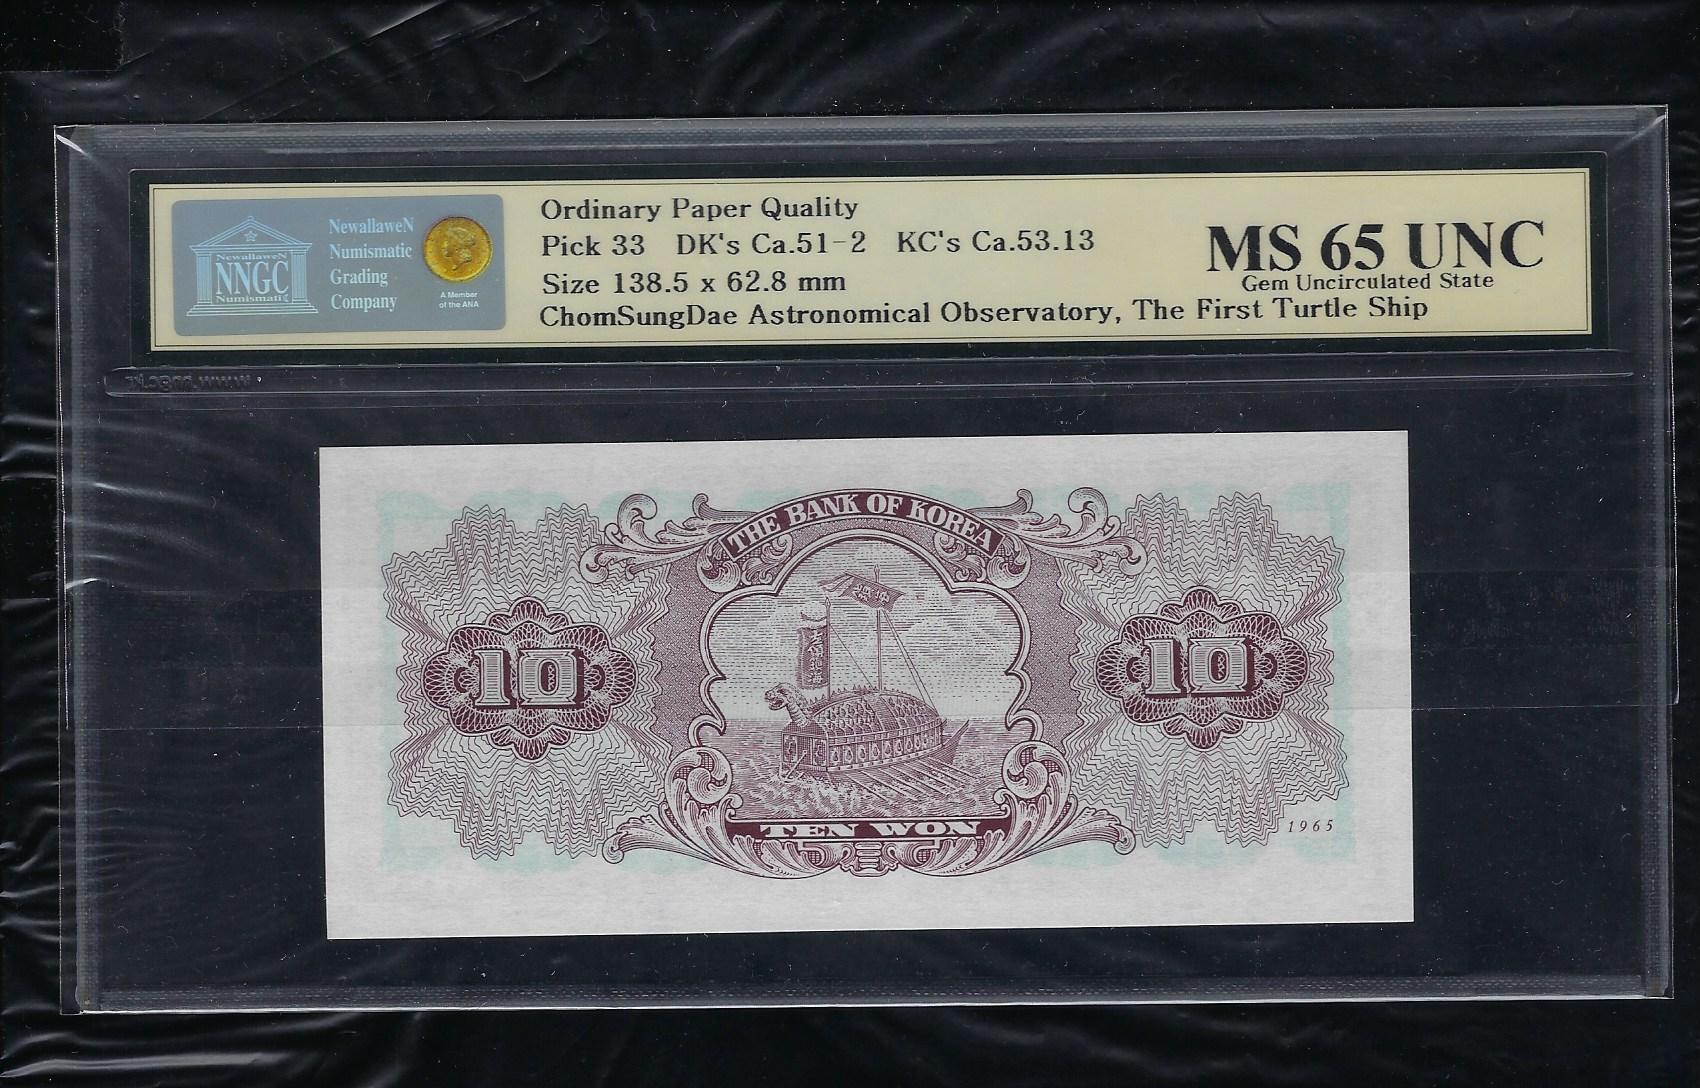 NewallaweN
NNGC
Numismati
NewallaweN
Numismatic
Grading
Company
A Member
of the ANA
Ordinary Paper Quality
Pick 33 DK's Ca.51-2 KC's Ca.53.13
Size 138.5 x 62.8 mm
ChomSungDae Astronomical Observatory, The First Turtle Ship
MS 65 UNC
Gem Uncirculated State
THE BANK OF KOREA
10
10
TEN WON
1965